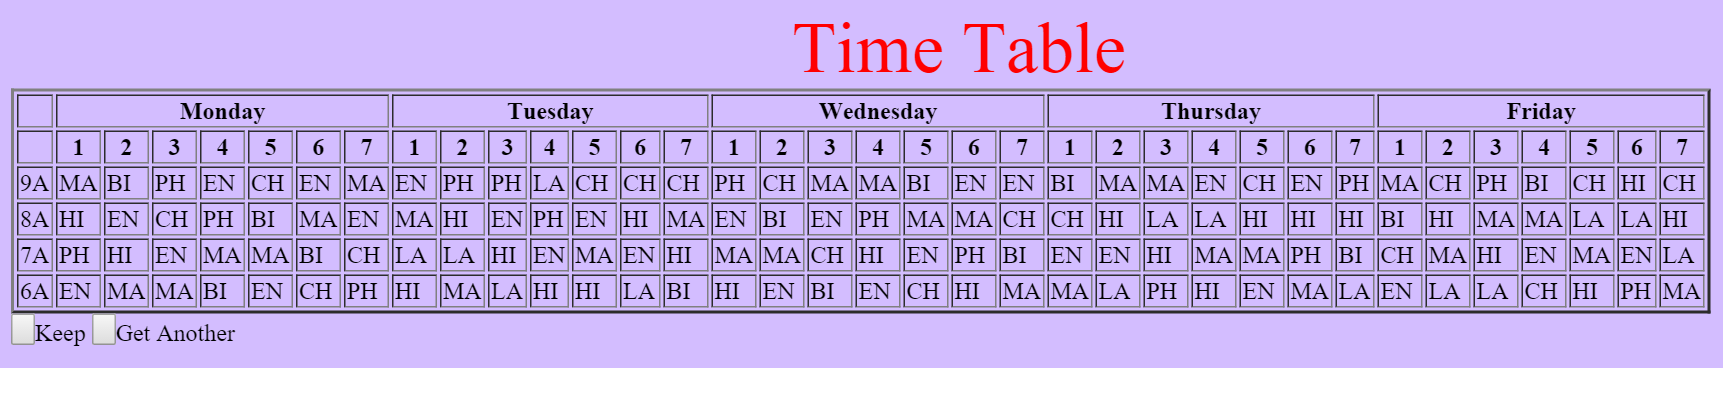 Time Table
Monday Tuesday Wednesday Thursday Friday
1 2 3 4 5 6 7 1 2 3 4 5 6 7 1 2 3 4 5 6 7 1 2 3 4 5 6 7 1 2 3 4 5 6 7
9A MA BI PH EN CH EN MA EN PH PH LA CH CH CH PH CH MA MA BI EN EN BI MA MA EN CH EN PH MA CH PH BI CH HI CH
8A HI EN CH PH BI MA EN MA HI EN PH EN HI MA EN BI EN PH MA MA CH CH HI LA LA HI HI HI BI HI MA MA LA LA HI
7A PH HI EN MA MA BI CH LA LA HI EN MA EN HI MA MA CH HI EN PH BI EN EN HI MA MA PH BI CH MA HI EN MA EN LA
6A EN MA MA BI EN CH PH HI MA LA HI HI LA BI HI EN BI EN CH HI MA MA LA PH HI EN MA LA EN LA LA CH HI PH MA
Keep Get Another